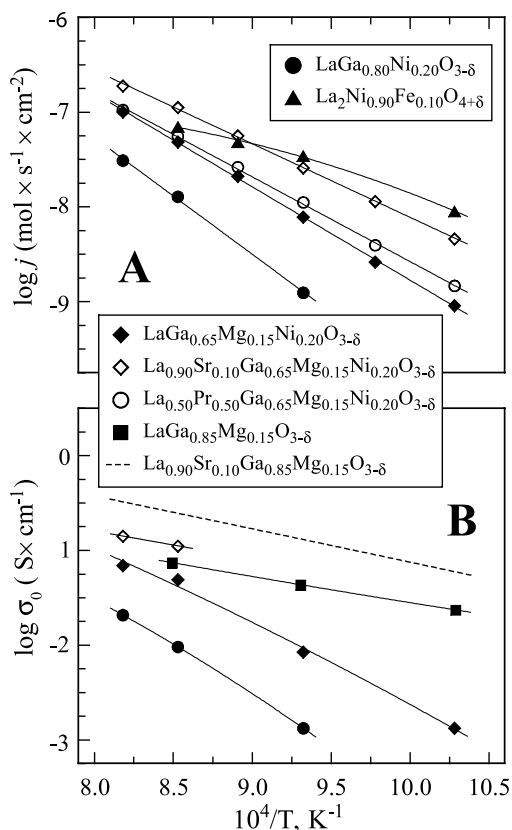 -6
-7
-8
-9
log j (mol × s⁻¹ × cm⁻²)
LaGa₀.₈₀Ni₀.₂₀O₃₋δ
La₂Ni₀.₉₀Fe₀.₁₀O₄₊δ
A
LaGa₀.₆₅Mg₀.₁₅Ni₀.₂₀O₃₋δ
La₀.₉₀Sr₀.₁₀Ga₀.₆₅Mg₀.₁₅Ni₀.₂₀O₃₋δ
La₀.₅₀Pr₀.₅₀Ga₀.₆₅Mg₀.₁₅Ni₀.₂₀O₃₋δ
LaGa₀.₈₅Mg₀.₁₅O₃₋δ
La₀.₉₀Sr₀.₁₀Ga₀.₈₅Mg₀.₁₅O₃₋δ
B
0
1
-2
-3
log σ₀ ( S× cm⁻¹)
8.0 8.5 9.0 9.5 10.0 10.5
10⁴/T, K⁻¹